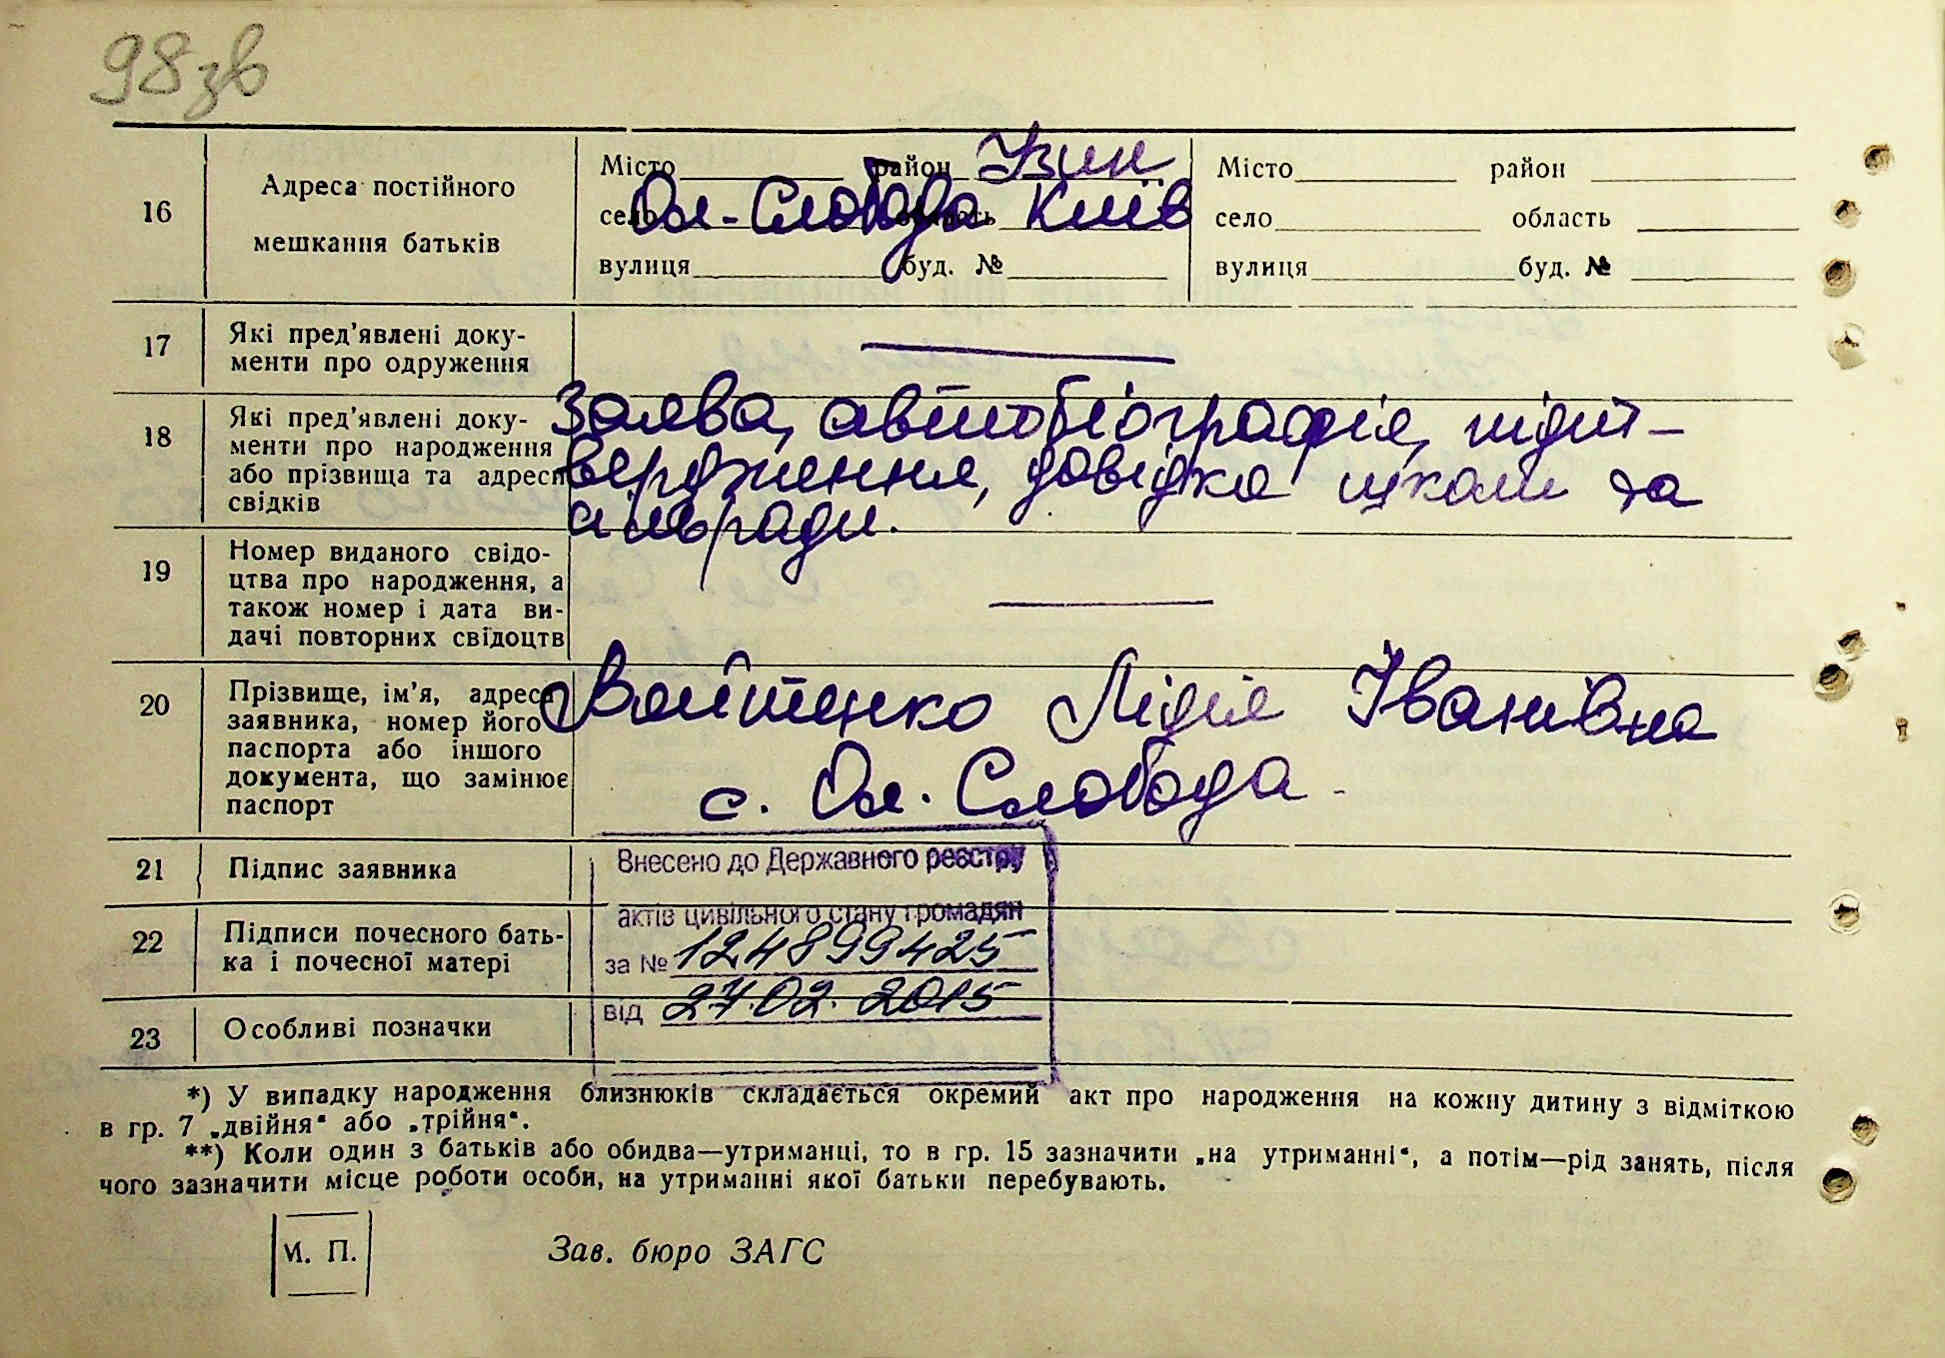 98зв
16 Адреса постійного мешкання батьків
Місто район Узин
село Ол-Слобода область Київ
вулиця буд. №
Місто район
село область
вулиця буд. №
17 Які пред'явлені доку-
менти про одруження
18 Які пред'явлені доку-
менти про народження
або прізвища та адреси
свідків
Заява, автобіографія, підт-
вердження, довідка школи та
сільради.
19 Номер виданого свідо-
цтва про народження, а
також номер і дата ви-
дачі повторних свідоцтв
20 Прізвище, ім'я, адреса
заявника, номер його
паспорта або іншого
документа, що замінює
паспорт
Войтенко Лідія Іванівна
с. Ол. Слобода
21 Підпис заявника
Внесено до Державного реєстру
актів цивільного стану громадян
за № 124899425
від 27.02.2015
22 Підписи почесного бать-
ка і почесної матері
23 Особливі позначки
*) У випадку народження близнюків складається окремий акт про народження на кожну дитину з відміткою
в гр. 7 „двійня“ або „трійня“.
**) Коли один з батьків або обидва—утриманці, то в гр. 15 зазначити „на утриманні“, а потім—рід занять, після
чого зазначити місце роботи особи, на утриманні якої батьки перебувають.
М. П.
Зав. бюро ЗАГС